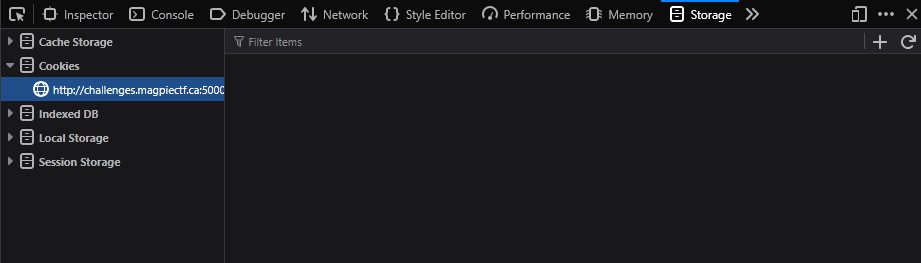 Inspector Console Debugger Network Style Editor Performance Memory Storage
Cache Storage
Filter Items
Cookies
http://challenges.magpiectf.ca:5000
Indexed DB
Local Storage
Session Storage